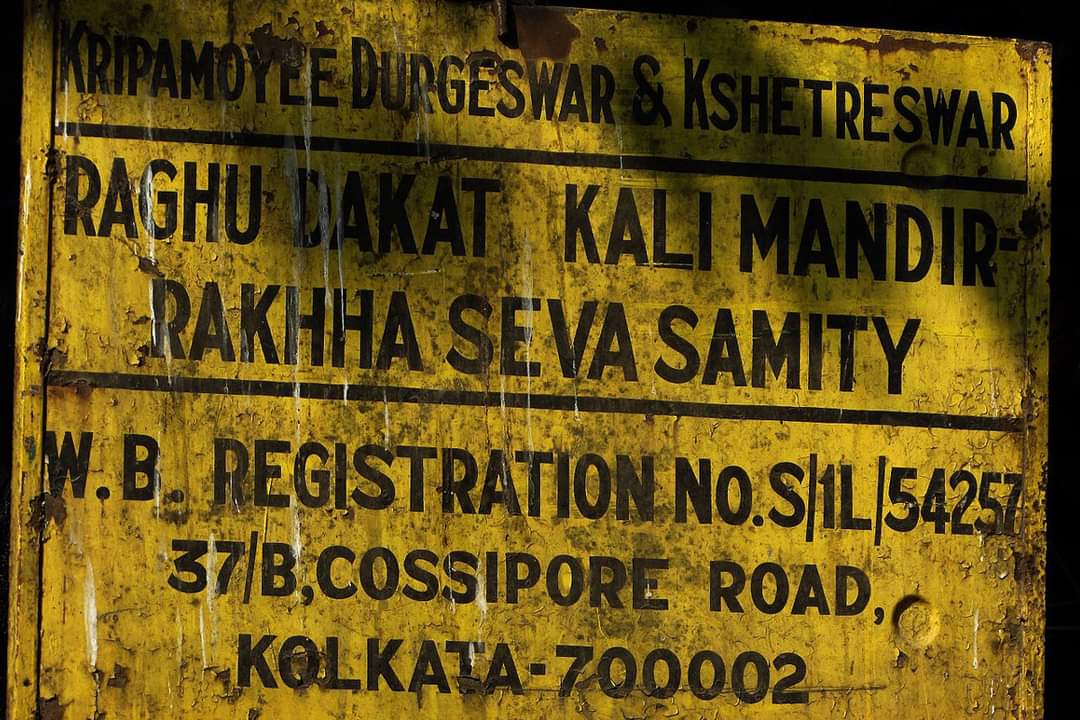 KRIPAMOYEE DURGESWAR & KSHETRESWAR
RAGHU DAKAT KALI MANDIR-
RAKHHA SEVA SAMITY
W.B. REGISTRATION NO.S/1L/54257
37/B,COSSIPORE ROAD,
KOLKATA-700002